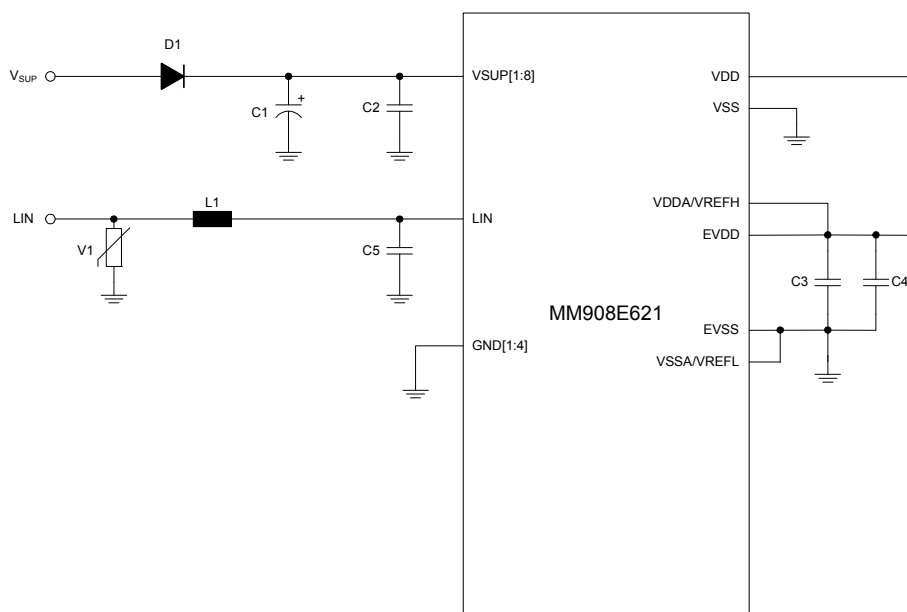 D1
VSUP
VSUP[1:8]
VDD
+
C1
C2
VSS
LIN
L1
LIN
VDDA/VREFH
V1
C5
EVDD
C3
C4
MM908E621
EVSS
GND[1:4]
VSSA/VREFL